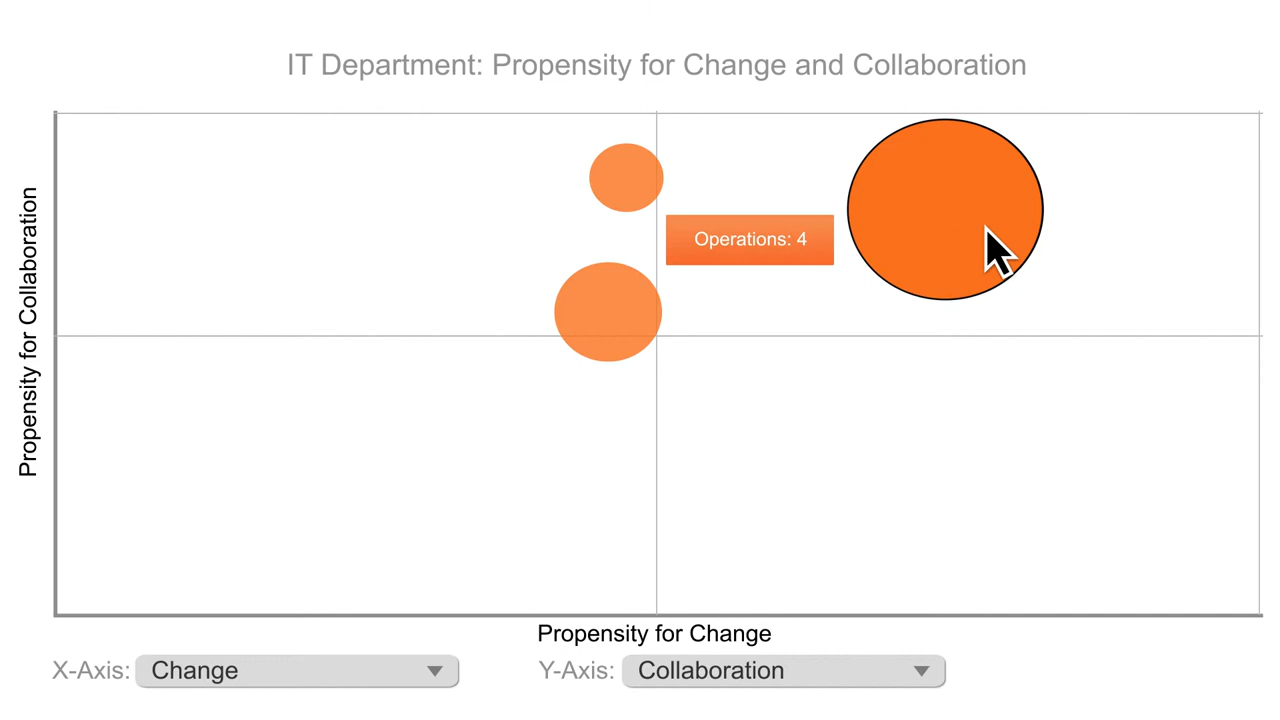 IT Department: Propensity for Change and Collaboration
Propensity for Collaboration
Operations: 4
Propensity for Change
X-Axis: Change
Y-Axis: Collaboration